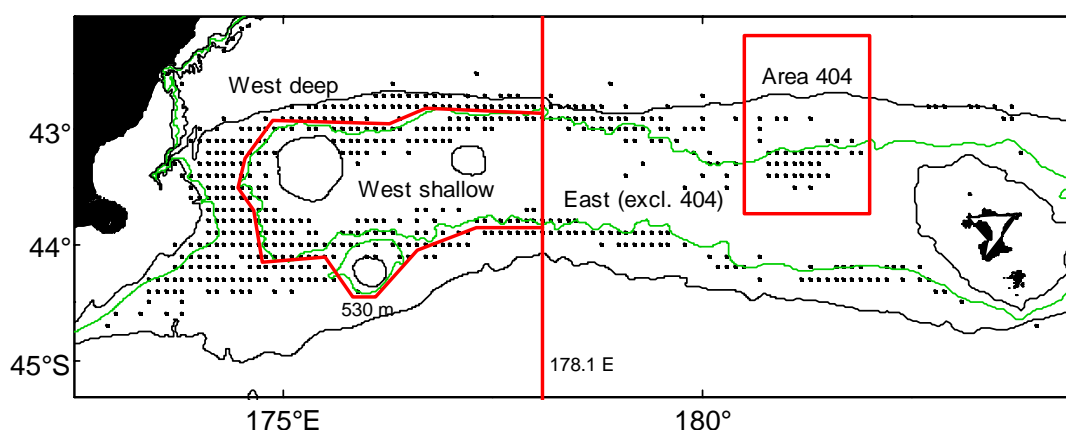 West deep
Area 404
43°
West shallow
East (excl. 404)
44°
530 m
45°S
178.1 E
175°E
180°